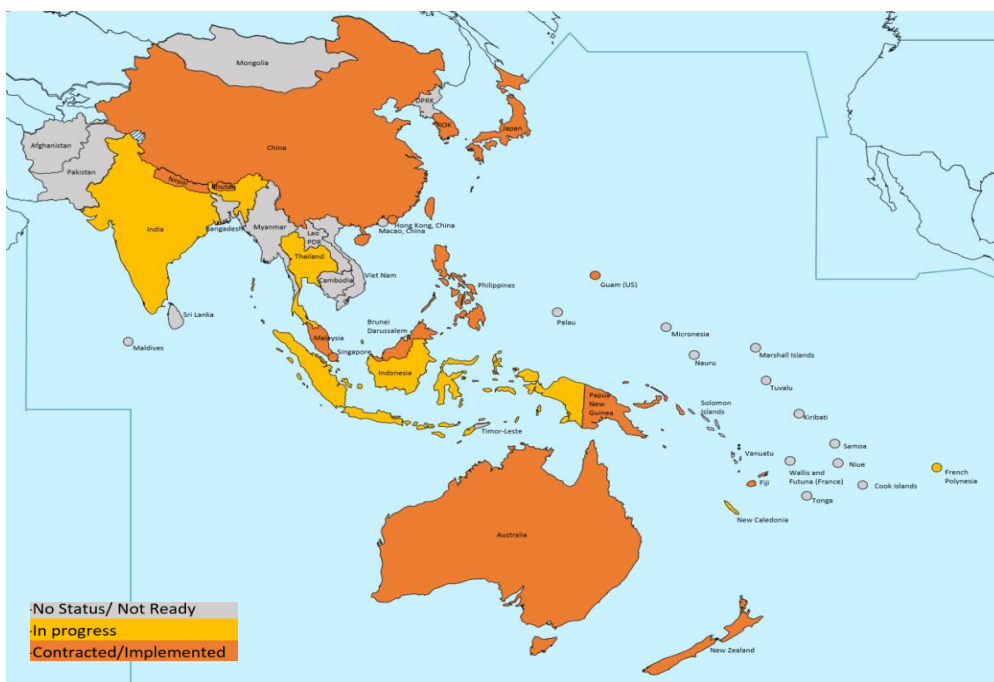 Mongolia
DPRK
ROK
Japan
Afghanistan
Pakistan
China
Nepal
Bhutan
India
Bangladesh
Myanmar
Lao
PDR
Hong Kong, China
Macao, China
Thailand
Viet Nam
Cambodia
Philippines
Guam (US)
Sri Lanka
Maldives
Palau
Brunei
Darussalem
Malaysia
Singapore
Indonesia
Micronesia
Nauru
Marshall Islands
Tuvalu
Papua
New
Guinea
Solomon
Islands
Kiribati
Timor-Leste
Samoa
Vanuatu
Wallis and
Futuna (France)
Niue
French
Polynesia
Fiji
Cook Islands
Tonga
New Caledonia
Australia
New Zealand
-No Status/ Not Ready
-In progress
-Contracted/Implemented